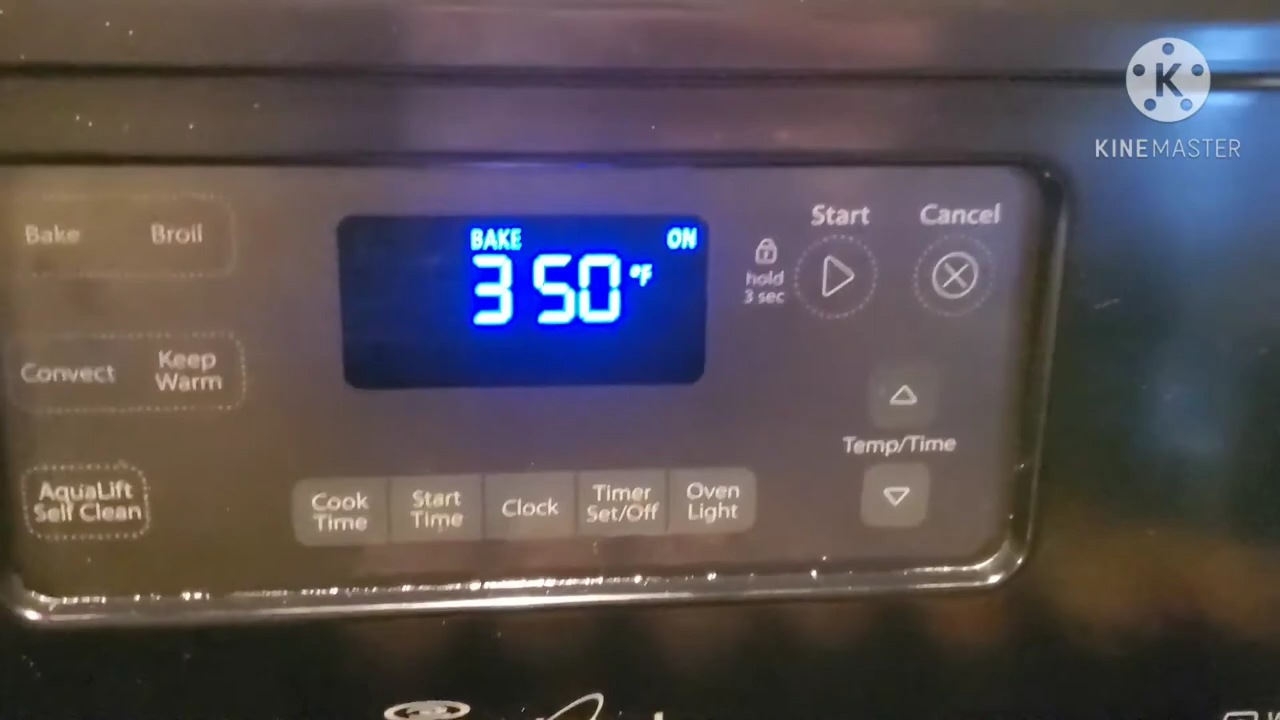 K
KINEMASTER
Start
Cancel
Bake
Broil
BAKE
ON
350°F
hold
3 sec
Convect
Keep
Warm
Temp/Time
AquaLift
Self Clean
Cook
Time
Start
Time
Clock
Timer
Set/Off
Oven
Light